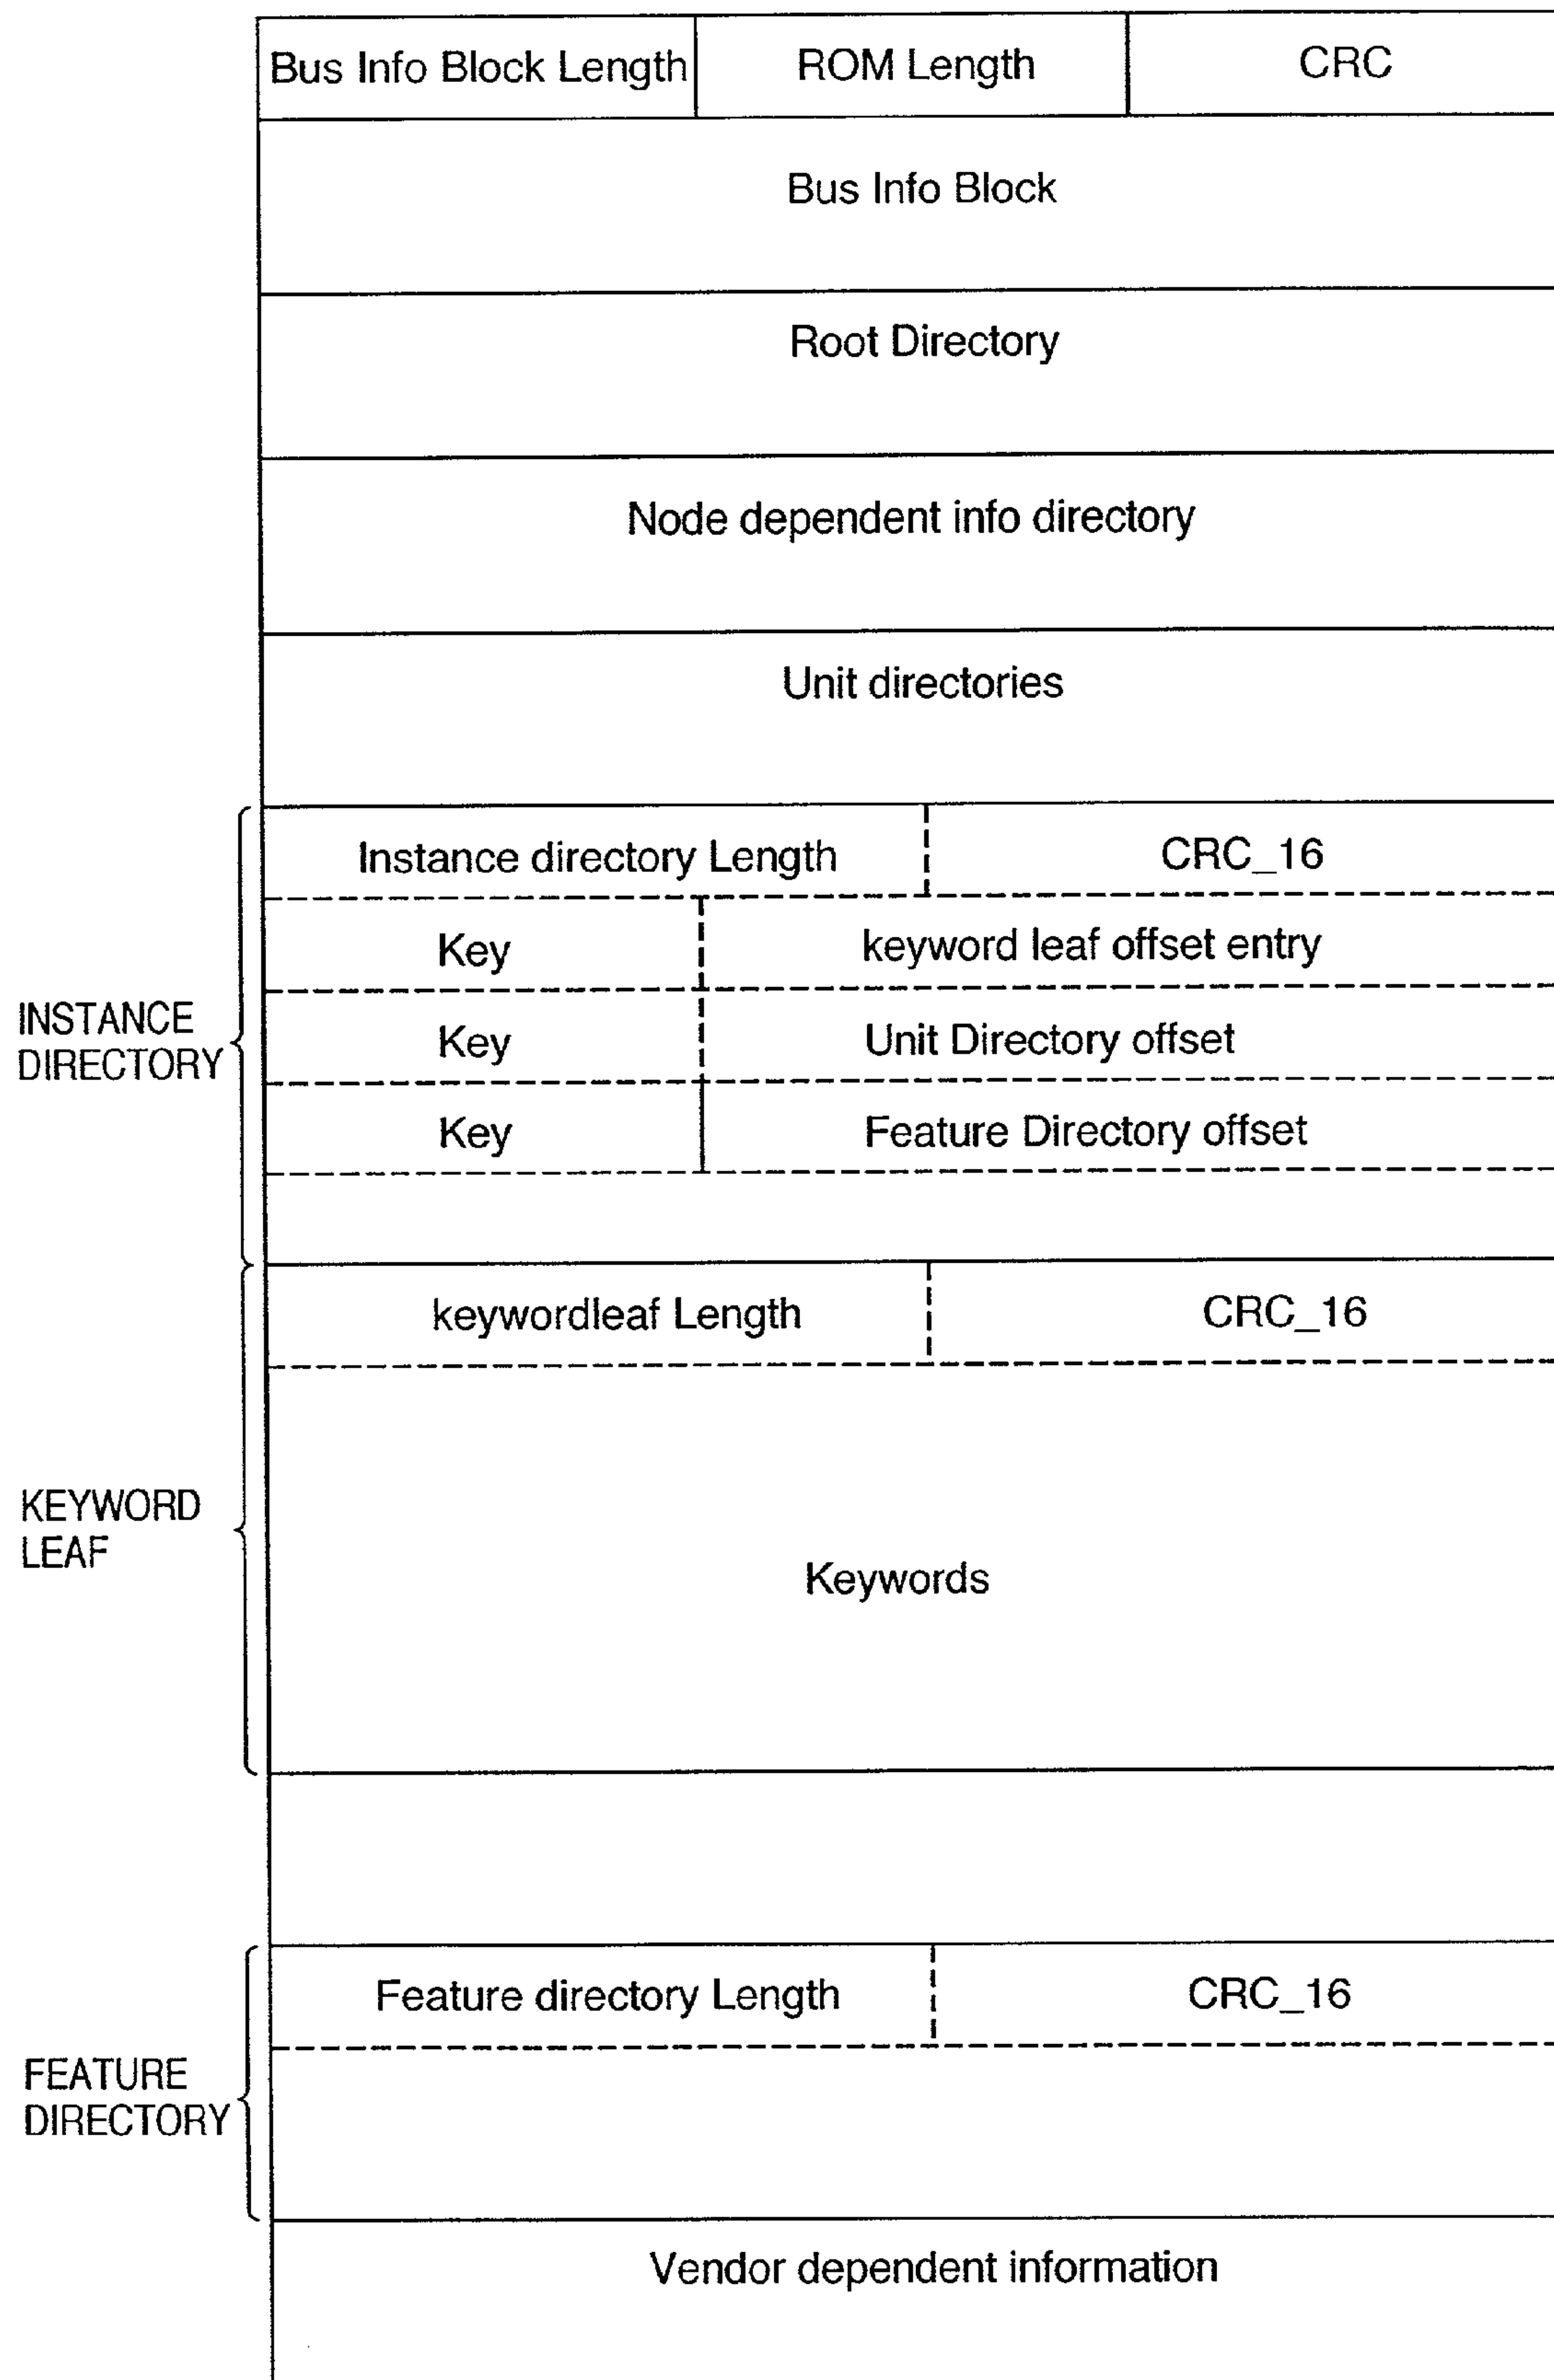 Bus Info Block Length ROM Length CRC
Bus Info Block
Root Directory
Node dependent info directory
Unit directories
INSTANCE
DIRECTORY
Instance directory Length CRC_16
Key keyword leaf offset entry
Key Unit Directory offset
Key Feature Directory offset
KEYWORD
LEAF
keywordleaf Length CRC_16
Keywords
FEATURE
DIRECTORY
Feature directory Length CRC_16
Vendor dependent information